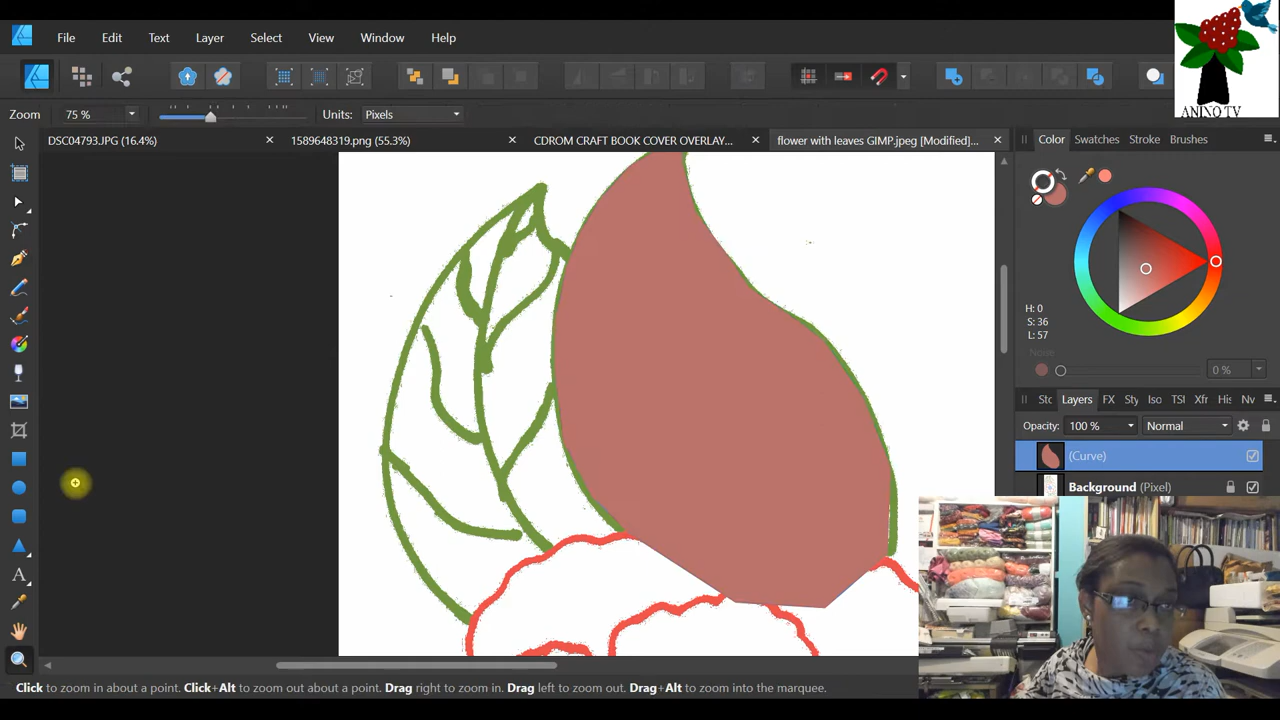 File Edit Text Layer Select View Window Help
ANINO TV
Zoom 75 % Units: Pixels
DSC04793.JPG (16.4%) 1589648319.png (55.3%) CDROM CRAFT BOOK COVER OVERLAY... flower with leaves GIMP.jpeg [Modified]...
Color Swatches Stroke Brushes
H: 0
S: 36
L: 57
None
0 %
Stc Layers FX Sty Iso TSI Xfr His Nv
Opacity: 100 % Normal
(Curve)
Background (Pixel)
Click to zoom in about a point. Click+Alt to zoom out about a point. Drag right to zoom in. Drag left to zoom out. Drag+Alt to zoom into the marquee.